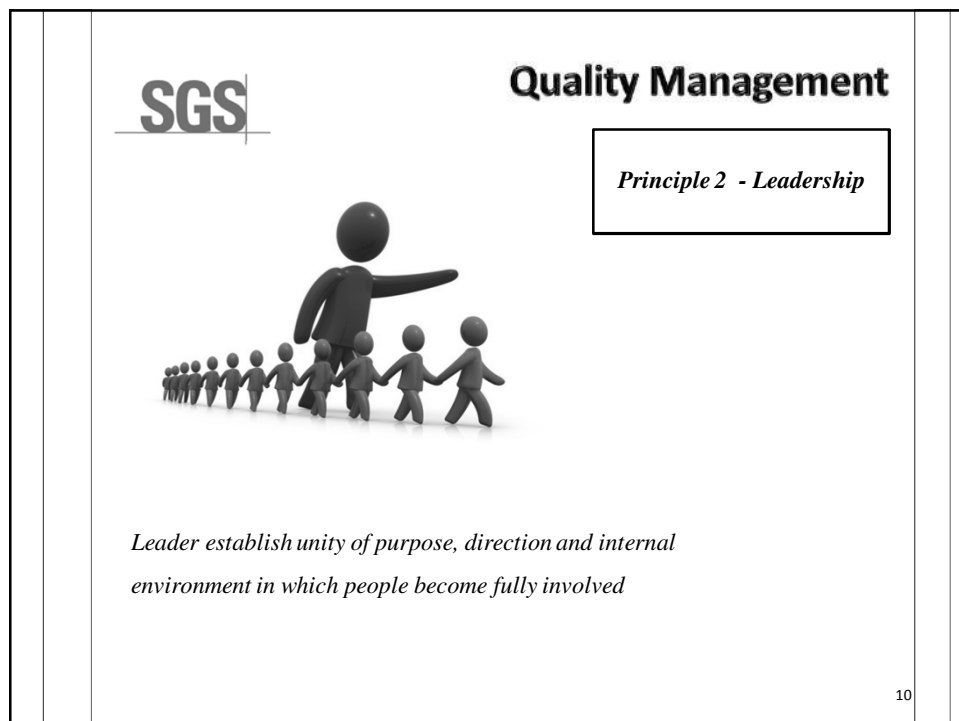 SGS
Quality Management
Principle 2 - Leadership
Leader establish unity of purpose, direction and internal
environment in which people become fully involved
10